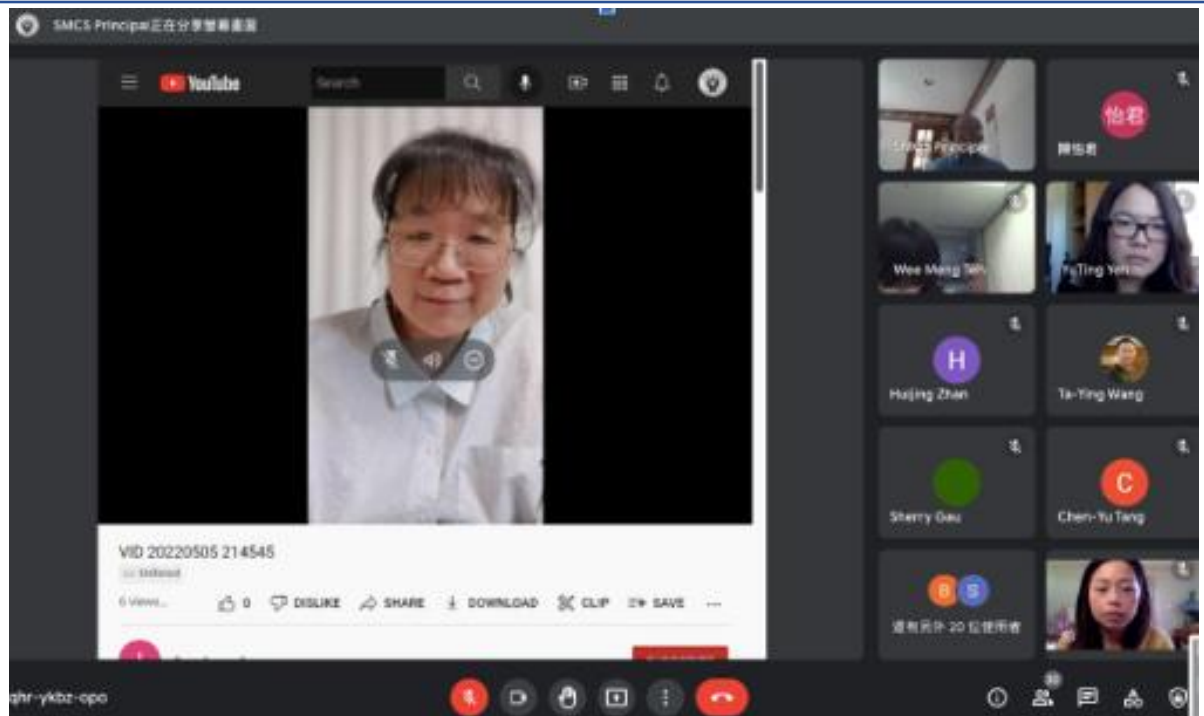 SMCS Principal正在分享螢幕畫面
YouTube
Search
SMCS Principal
怡君
陳怡君
Wee Meng Teh
YuTing Yeh
H
Huijing Zhan
Ta-Ying Wang
Sherry Gau
C
Chen-Yu Tang
B S
還有另外 20 位使用者
VID 20220505 214545
Unlisted
6 views
0 DISLIKE SHARE DOWNLOAD CLIP SAVE
qhr-ykbz-opo
30